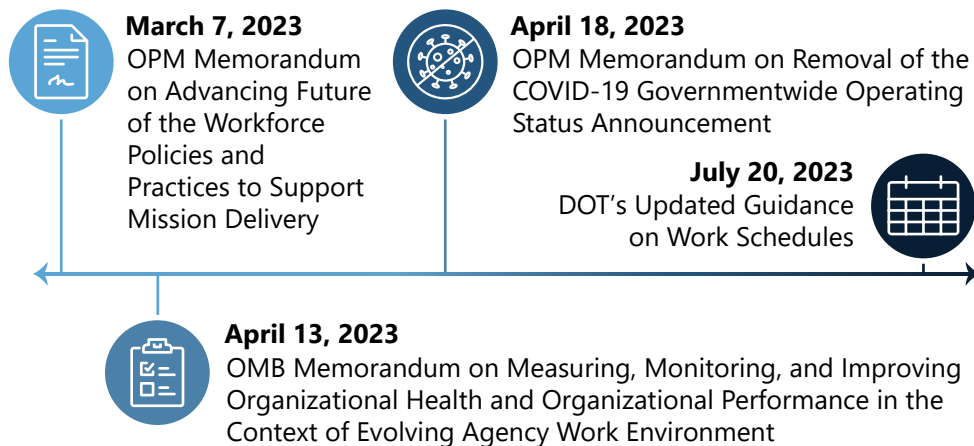 March 7, 2023
OPM Memorandum
on Advancing Future
of the Workforce
Policies and
Practices to Support
Mission Delivery
April 18, 2023
OPM Memorandum on Removal of the
COVID-19 Governmentwide Operating
Status Announcement
July 20, 2023
DOT’s Updated Guidance
on Work Schedules
April 13, 2023
OMB Memorandum on Measuring, Monitoring, and Improving
Organizational Health and Organizational Performance in the
Context of Evolving Agency Work Environment